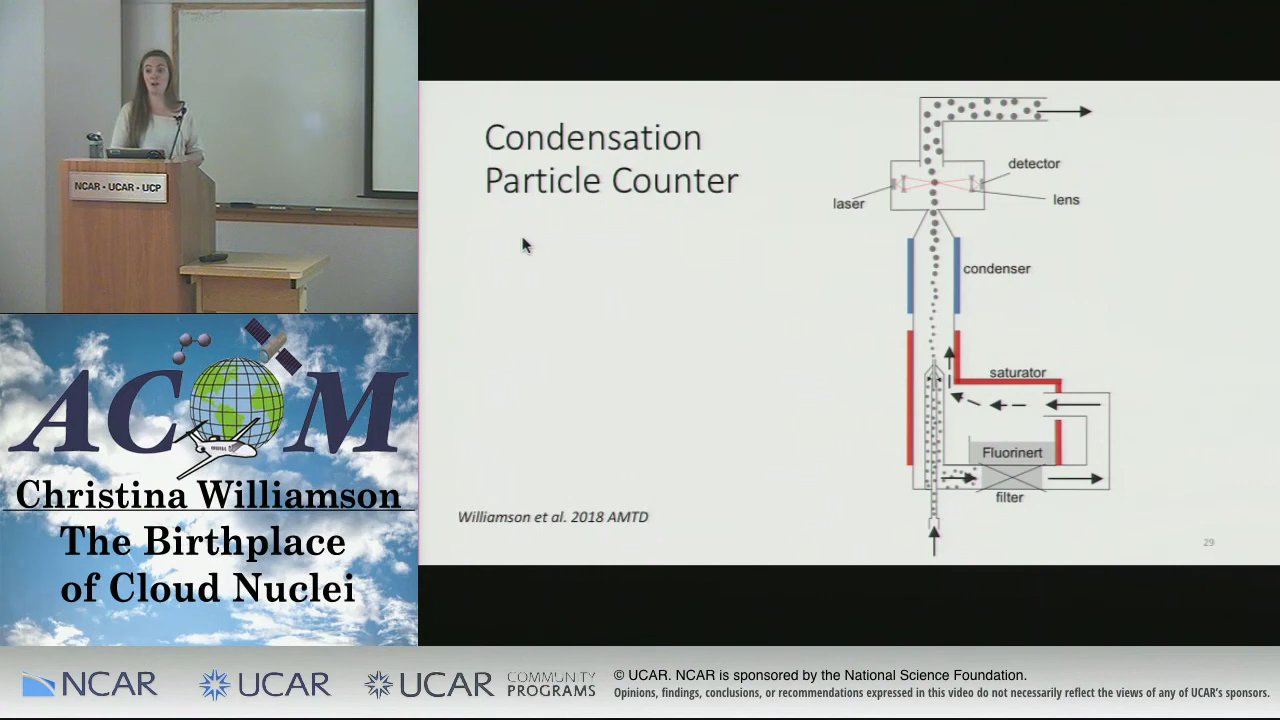 NCAR • UCAR • UCP
Condensation
Particle Counter
detector
laser
lens
condenser
saturator
Fluorinert
filter
Williamson et al. 2018 AMTD
29
ACOM
Christina Williamson
The Birthplace
of Cloud Nuclei
NCAR
UCAR
UCAR
COMMUNITY
PROGRAMS
© UCAR. NCAR is sponsored by the National Science Foundation.
Opinions, findings, conclusions, or recommendations expressed in this video do not necessarily reflect the views of any of UCAR's sponsors.